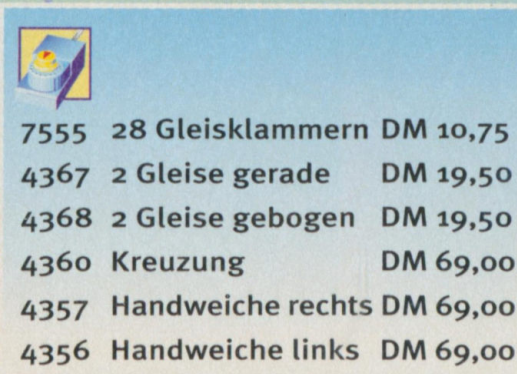 7555 28 Gleisklammern DM 10,75
4367 2 Gleise gerade DM 19,50
4368 2 Gleise gebogen DM 19,50
4360 Kreuzung DM 69,00
4357 Handweiche rechts DM 69,00
4356 Handweiche links DM 69,00